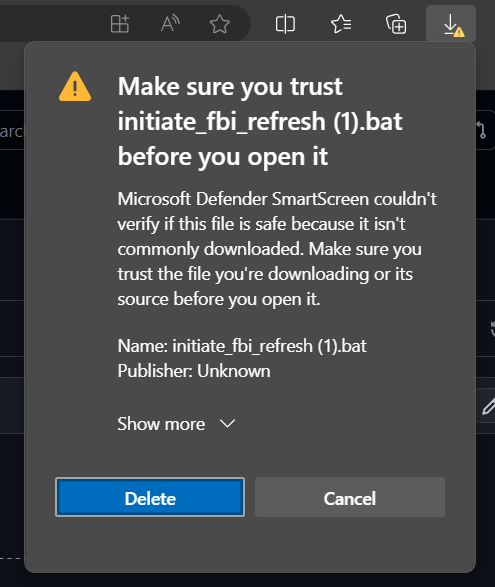 arc
Make sure you trust
initiate_fbi_refresh (1).bat
before you open it
Microsoft Defender SmartScreen couldn't
verify if this file is safe because it isn't
commonly downloaded. Make sure you
trust the file you're downloading or its
source before you open it.
Name: initiate_fbi_refresh (1).bat
Publisher: Unknown
Show more
Delete
Cancel